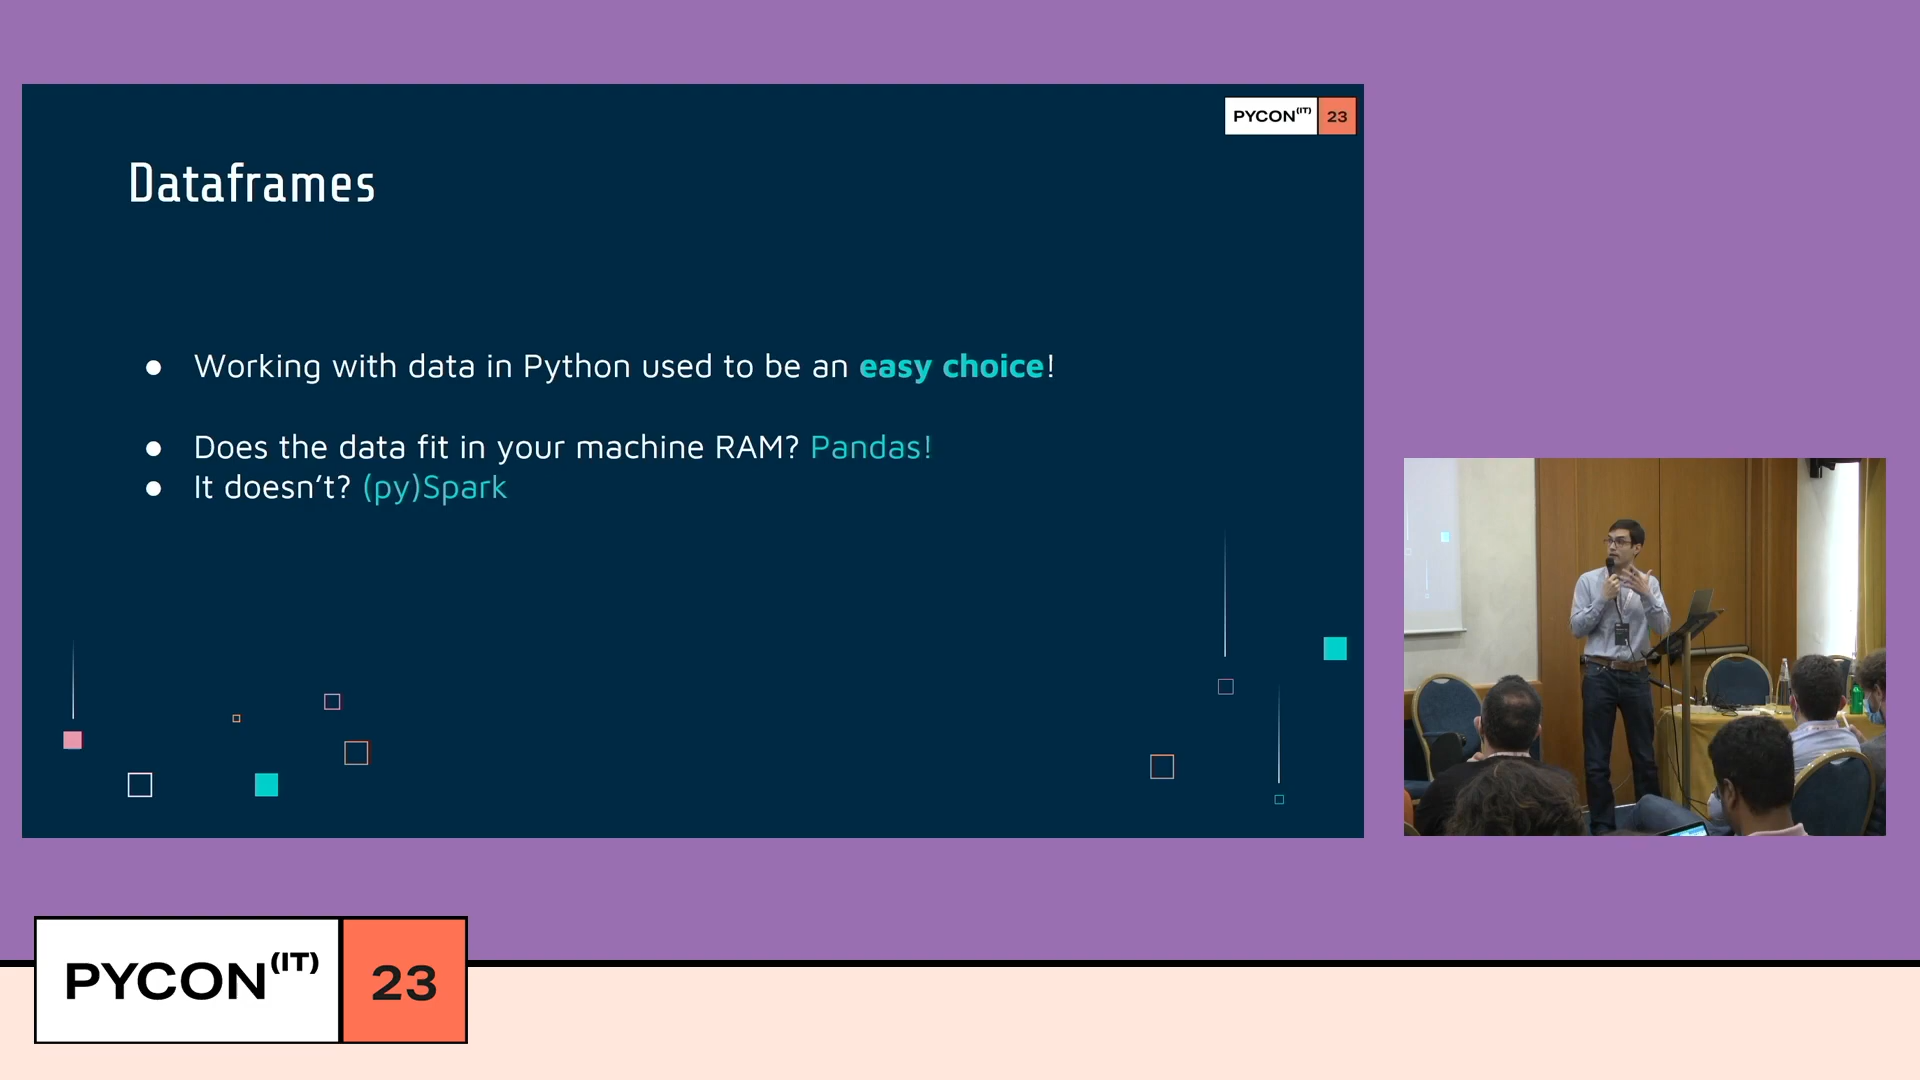 PYCON(IT) 23
Dataframes
● Working with data in Python used to be an easy choice!
● Does the data fit in your machine RAM? Pandas!
● It doesn’t? (py)Spark
PYCON(IT) 23